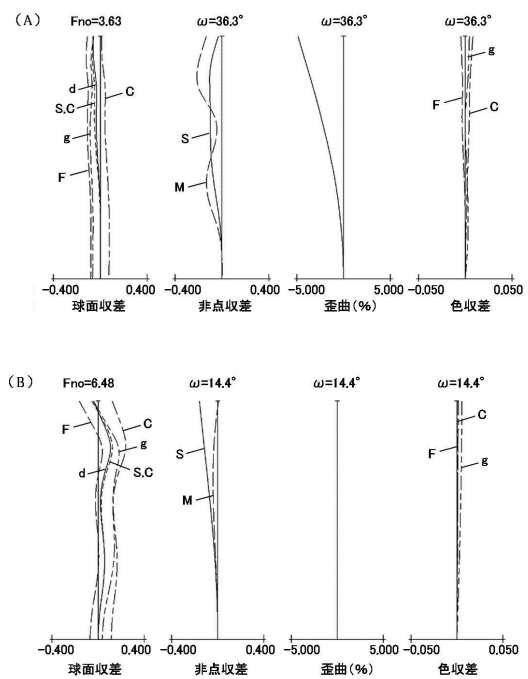 (A)
Fno=3.63
ω=36.3°
ω=36.3°
ω=36.3°
d
S,C
g
F
C
S
M
g
F
C
-0.400 0.400
-0.400 0.400
-5.000 5.000
-0.050 0.050
球面収差
非点収差
歪曲(%)
色収差
(B)
Fno=6.48
ω=14.4°
ω=14.4°
ω=14.4°
F
C
g
d
S,C
S
M
C
F
g
-0.400 0.400
-0.400 0.400
-5.000 5.000
-0.050 0.050
球面収差
非点収差
歪曲(%)
色収差